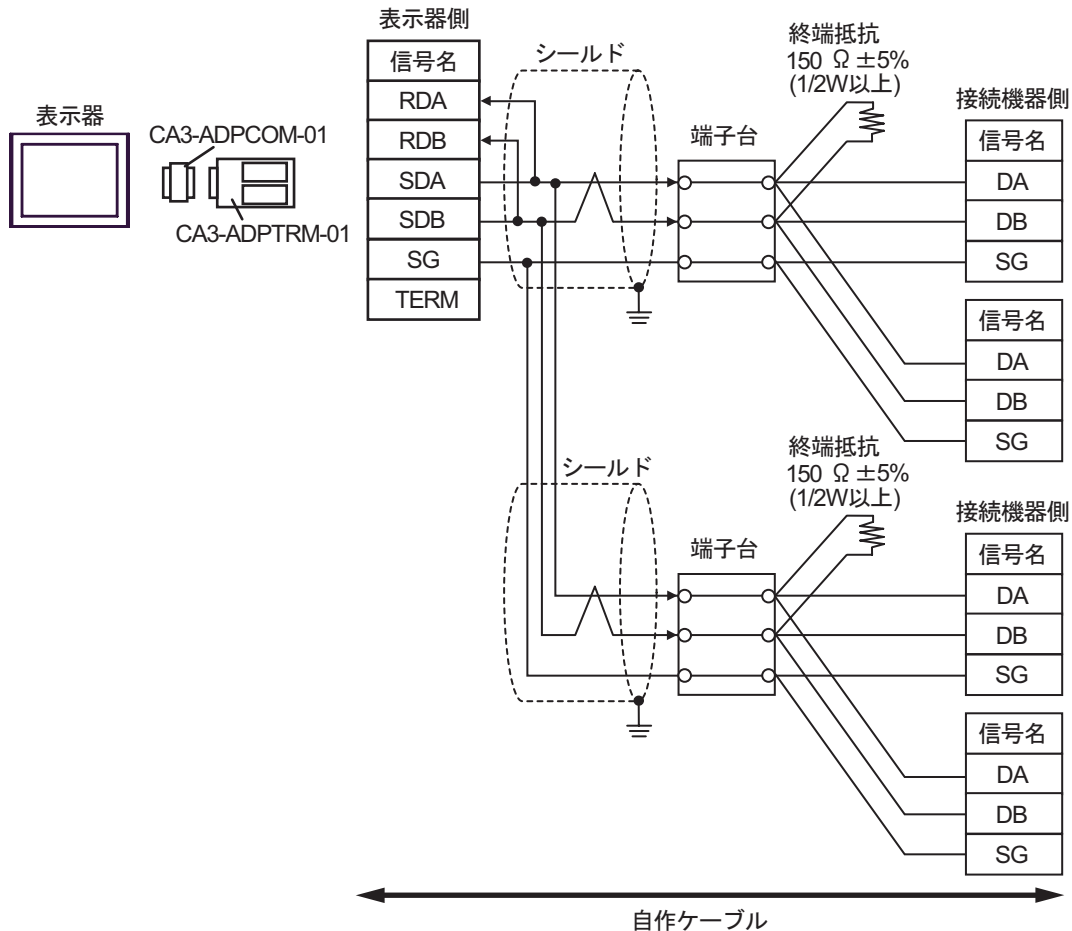 表示器
CA3-ADPCOM-01
CA3-ADPTRM-01
表示器側
信号名
RDA
RDB
SDA
SDB
SG
TERM
シールド
端子台
終端抵抗
150 Ω ±5%
(1/2W以上)
接続機器側
信号名
DA
DB
SG
信号名
DA
DB
SG
シールド
端子台
終端抵抗
150 Ω ±5%
(1/2W以上)
接続機器側
信号名
DA
DB
SG
信号名
DA
DB
SG
自作ケーブル